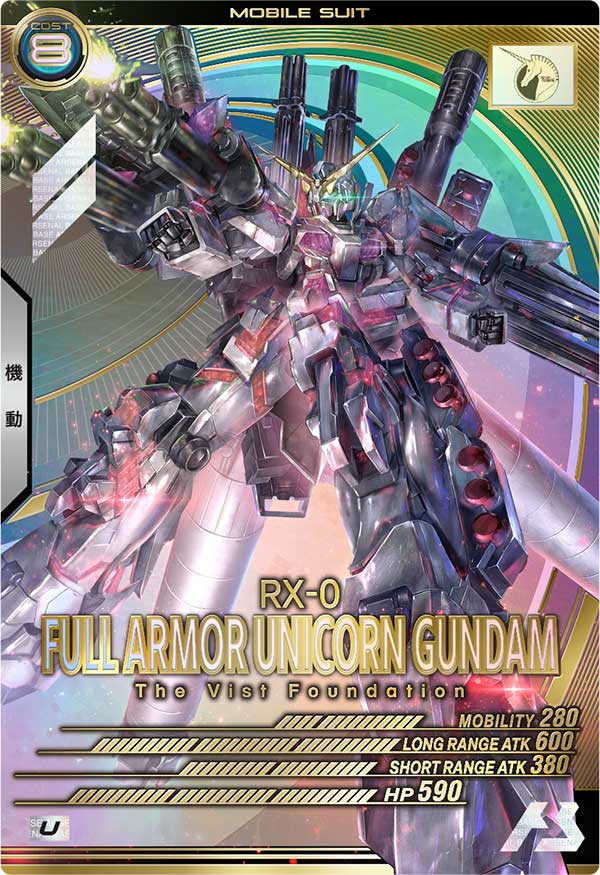 MOBILE SUIT
COST
8
機動
RX-0
FULL ARMOR UNICORN GUNDAM
The Vist Foundation
MOBILITY 280
LONG RANGE ATK 600
SHORT RANGE ATK 380
HP 590
U
AB